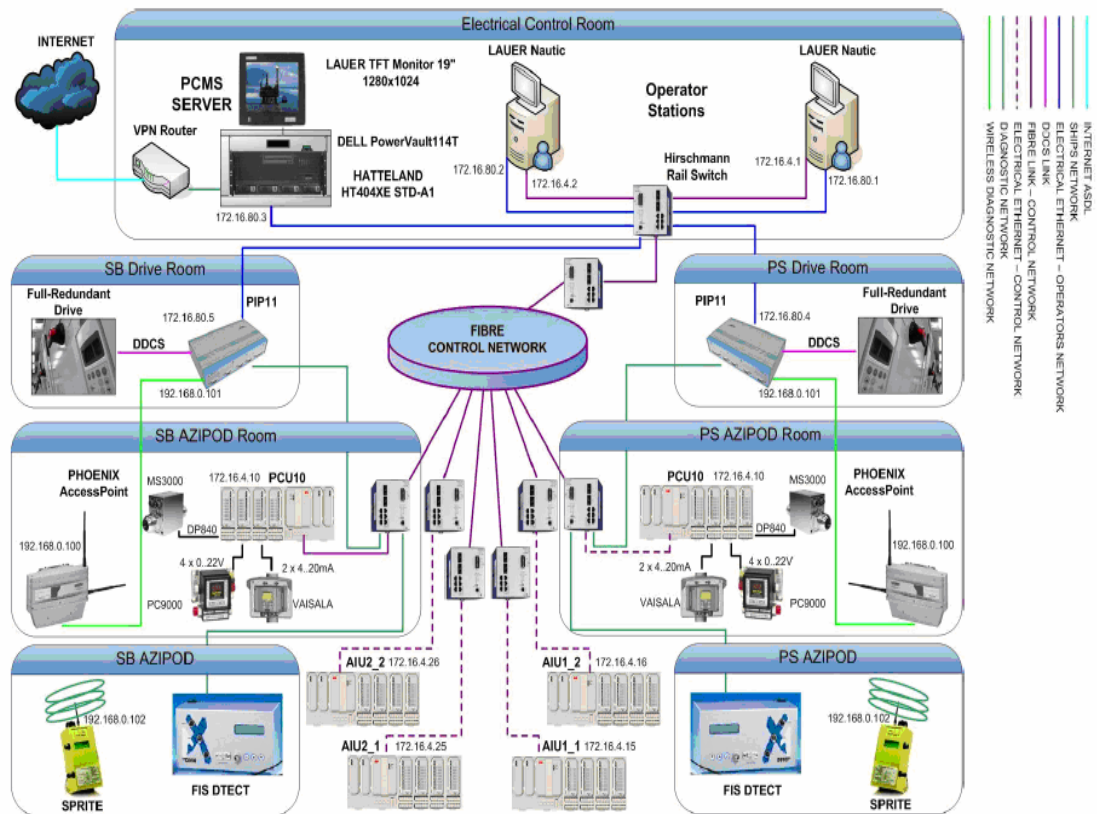 Electrical Control Room
INTERNET
LAUER TFT Monitor 19"
1280x1024
PCMS
SERVER
VPN Router
DELL PowerVault114T
HATTELAND
HT404XE STD-A1
172.16.80.3
LAUER Nautic
172.16.80.2
172.16.4.2
Operator
Stations
Hirschmann
Rail Switch
LAUER Nautic
172.16.4.1
172.16.80.1
SB Drive Room
Full-Redundant
Drive
PIP11
172.16.80.5
DDCS
192.168.0.101
FIBRE
CONTROL NETWORK
PS Drive Room
PIP11
172.16.80.4
Full-Redundant
Drive
DDCS
192.168.0.101
SB AZIPOD Room
PHOENIX
AccessPoint
192.168.0.100
MS3000
172.16.4.10
PCU10
DP840
4 x 0..22V
2 x 4..20mA
PC9000
VAISALA
PS AZIPOD Room
PCU10
172.16.4.10
MS3000
PHOENIX
AccessPoint
DP840
192.168.0.100
2 x 4..20mA
4 x 0..22V
VAISALA
PC9000
SB AZIPOD
192.168.0.102
SPRITE
FIS DTECT
AIU2_2
172.16.4.26
AIU2_1
172.16.4.25
AIU1_2
172.16.4.16
AIU1_1
172.16.4.15
PS AZIPOD
192.168.0.102
FIS DTECT
SPRITE
INTERNET ASDL
SHIPS NETWORK
ELECTRICAL ETHERNET – OPERATORS NETWORK
DDCS LINK
FIBRE LINK – CONTROL NETWORK
ELECTRICAL ETHERNET – CONTROL NETWORK
DIAGNOSTIC NETWORK
WIRELESS DIAGNOSTIC NETWORK